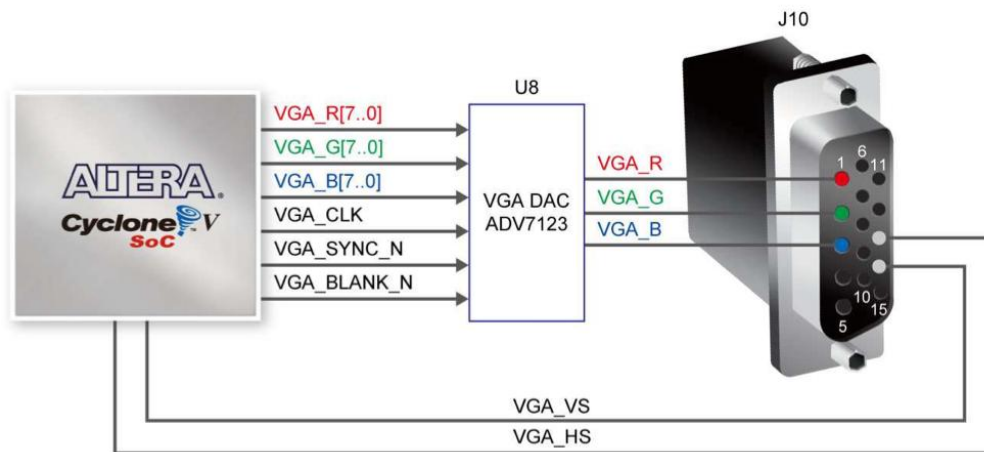 J10
U8
VGA_R[7..0]
VGA_G[7..0]
VGA_B[7..0]
VGA_CLK
VGA_SYNC_N
VGA_BLANK_N
ALTERA®
Cyclone V
SoC
VGA DAC
ADV7123
VGA_R
VGA_G
VGA_B
1
6
11
5
10
15
VGA_VS
VGA_HS